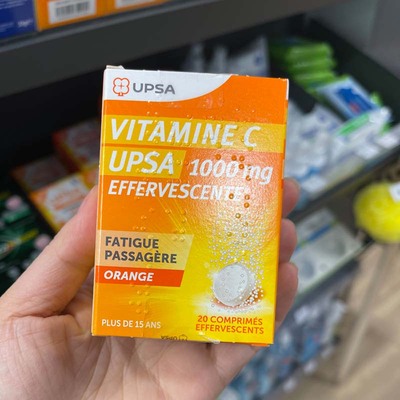 UPSA
VITAMINE C
UPSA 1000 mg
EFFERVESCENTE
FATIGUE
PASSAGÈRE
ORANGE
PLUS DE 15 ANS
20 COMPRIMÉS
EFFERVESCENTS